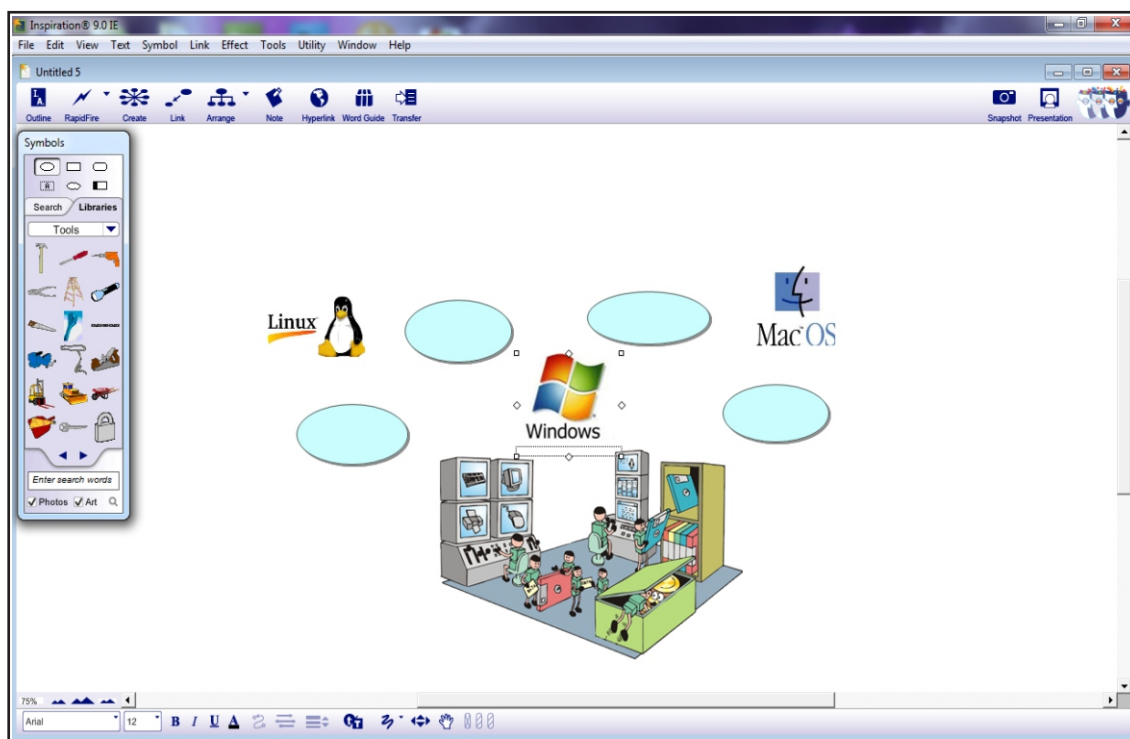 Inspiration® 9.0 IE
File Edit View Text Symbol Link Effect Tools Utility Window Help
Untitled 5
Outline RapidFire Create Link Arrange Note Hyperlink Word Guide Transfer Snapshot Presentation
Symbols
A
Search Libraries
Tools
Linux
Mac OS
Windows
Enter search words
Photos Art
75%
Arial 12 B I U A